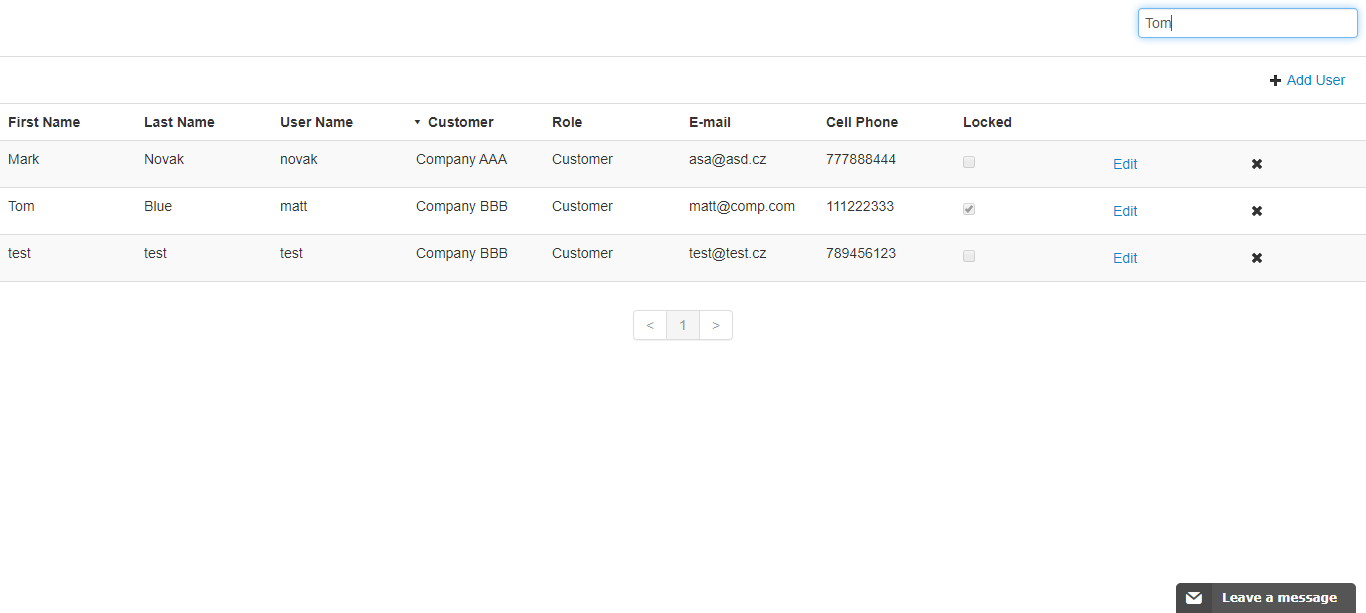 Tom
Add User
First Name Last Name User Name Customer Role E-mail Cell Phone Locked
Mark Novak novak Company AAA Customer asa@asd.cz 777888444 Edit
Tom Blue matt Company BBB Customer matt@comp.com 111222333 Edit
test test test Company BBB Customer test@test.cz 789456123 Edit
< 1 >
Leave a message